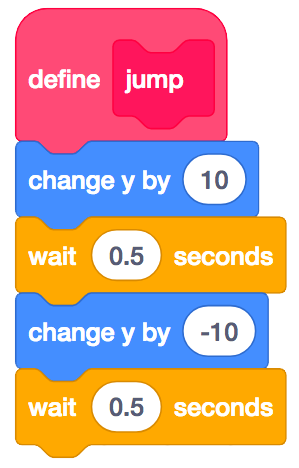 define jump
change y by 10
wait 0.5 seconds
change y by -10
wait 0.5 seconds